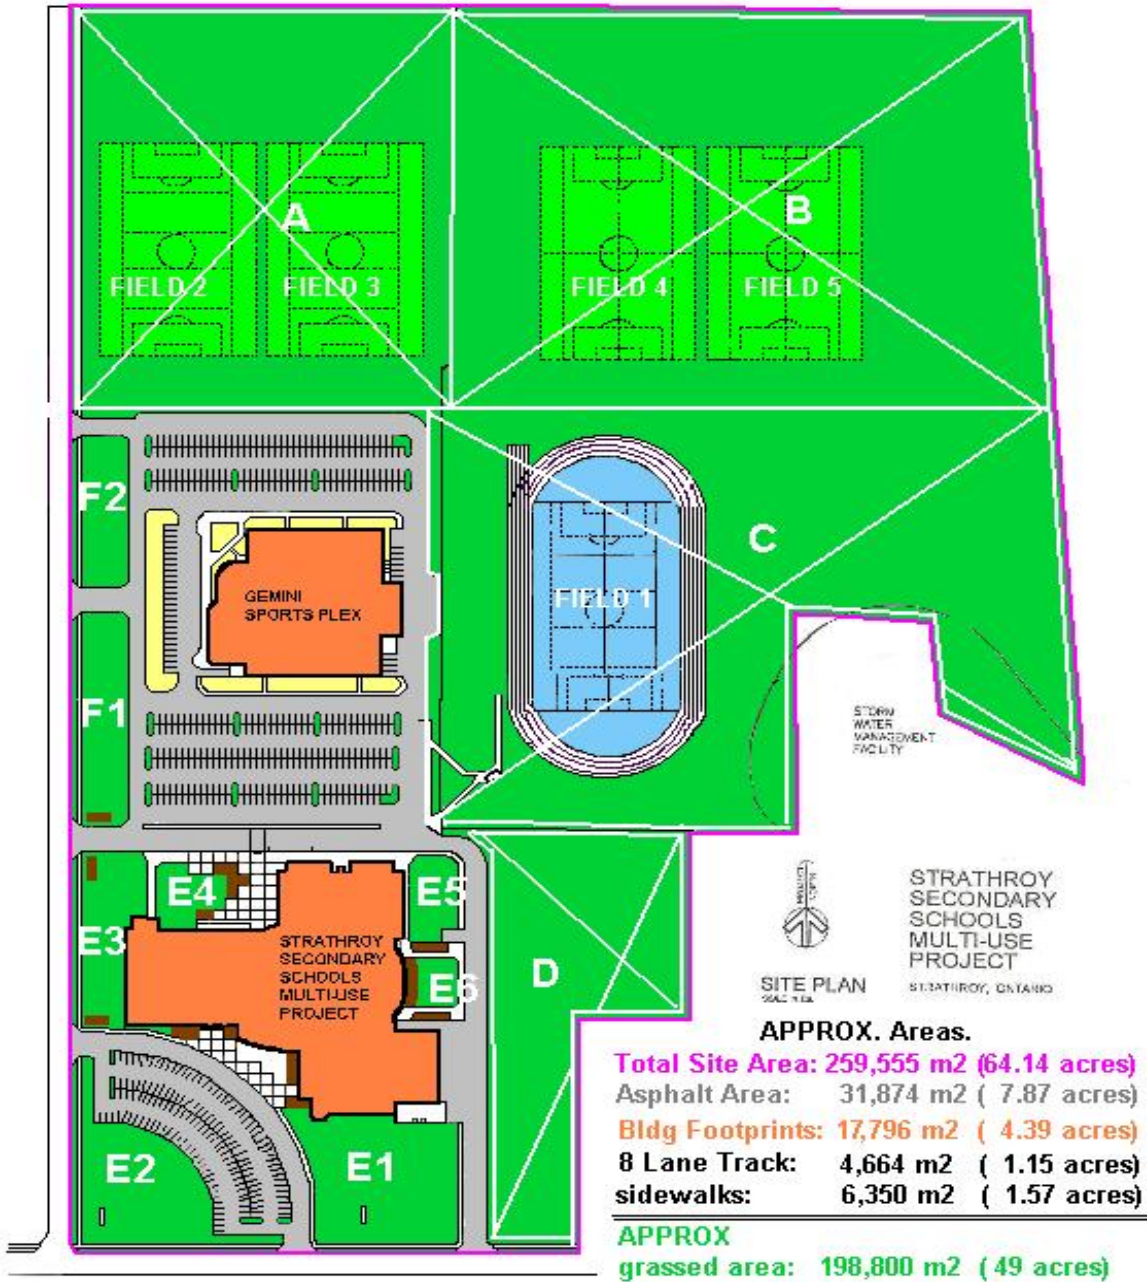 A
B
FIELD 2
FIELD 3
FIELD 4
FIELD 5
F2
C
GEMINI
SPORTS PLEX
FIELD 1
F1
STORM
WATER
MANAGEMENT
FACILITY
E4
E5
E3
STRATHROY
SECONDARY
SCHOOLS
MULTI-USE
PROJECT
E6
D
E2
E1
PROJECT
NORTH
SITE PLAN
STRATHROY
SECONDARY
SCHOOLS
MULTI-USE
PROJECT
STRATHROY, ONTARIO
APPROX. Areas.
Total Site Area: 259,555 m2 (64.14 acres)
Asphalt Area: 31,874 m2 ( 7.87 acres)
Bldg Footprints: 17,796 m2 ( 4.39 acres)
8 Lane Track: 4,664 m2 ( 1.15 acres)
sidewalks: 6,350 m2 ( 1.57 acres)
APPROX
grassed area: 198,800 m2 ( 49 acres)